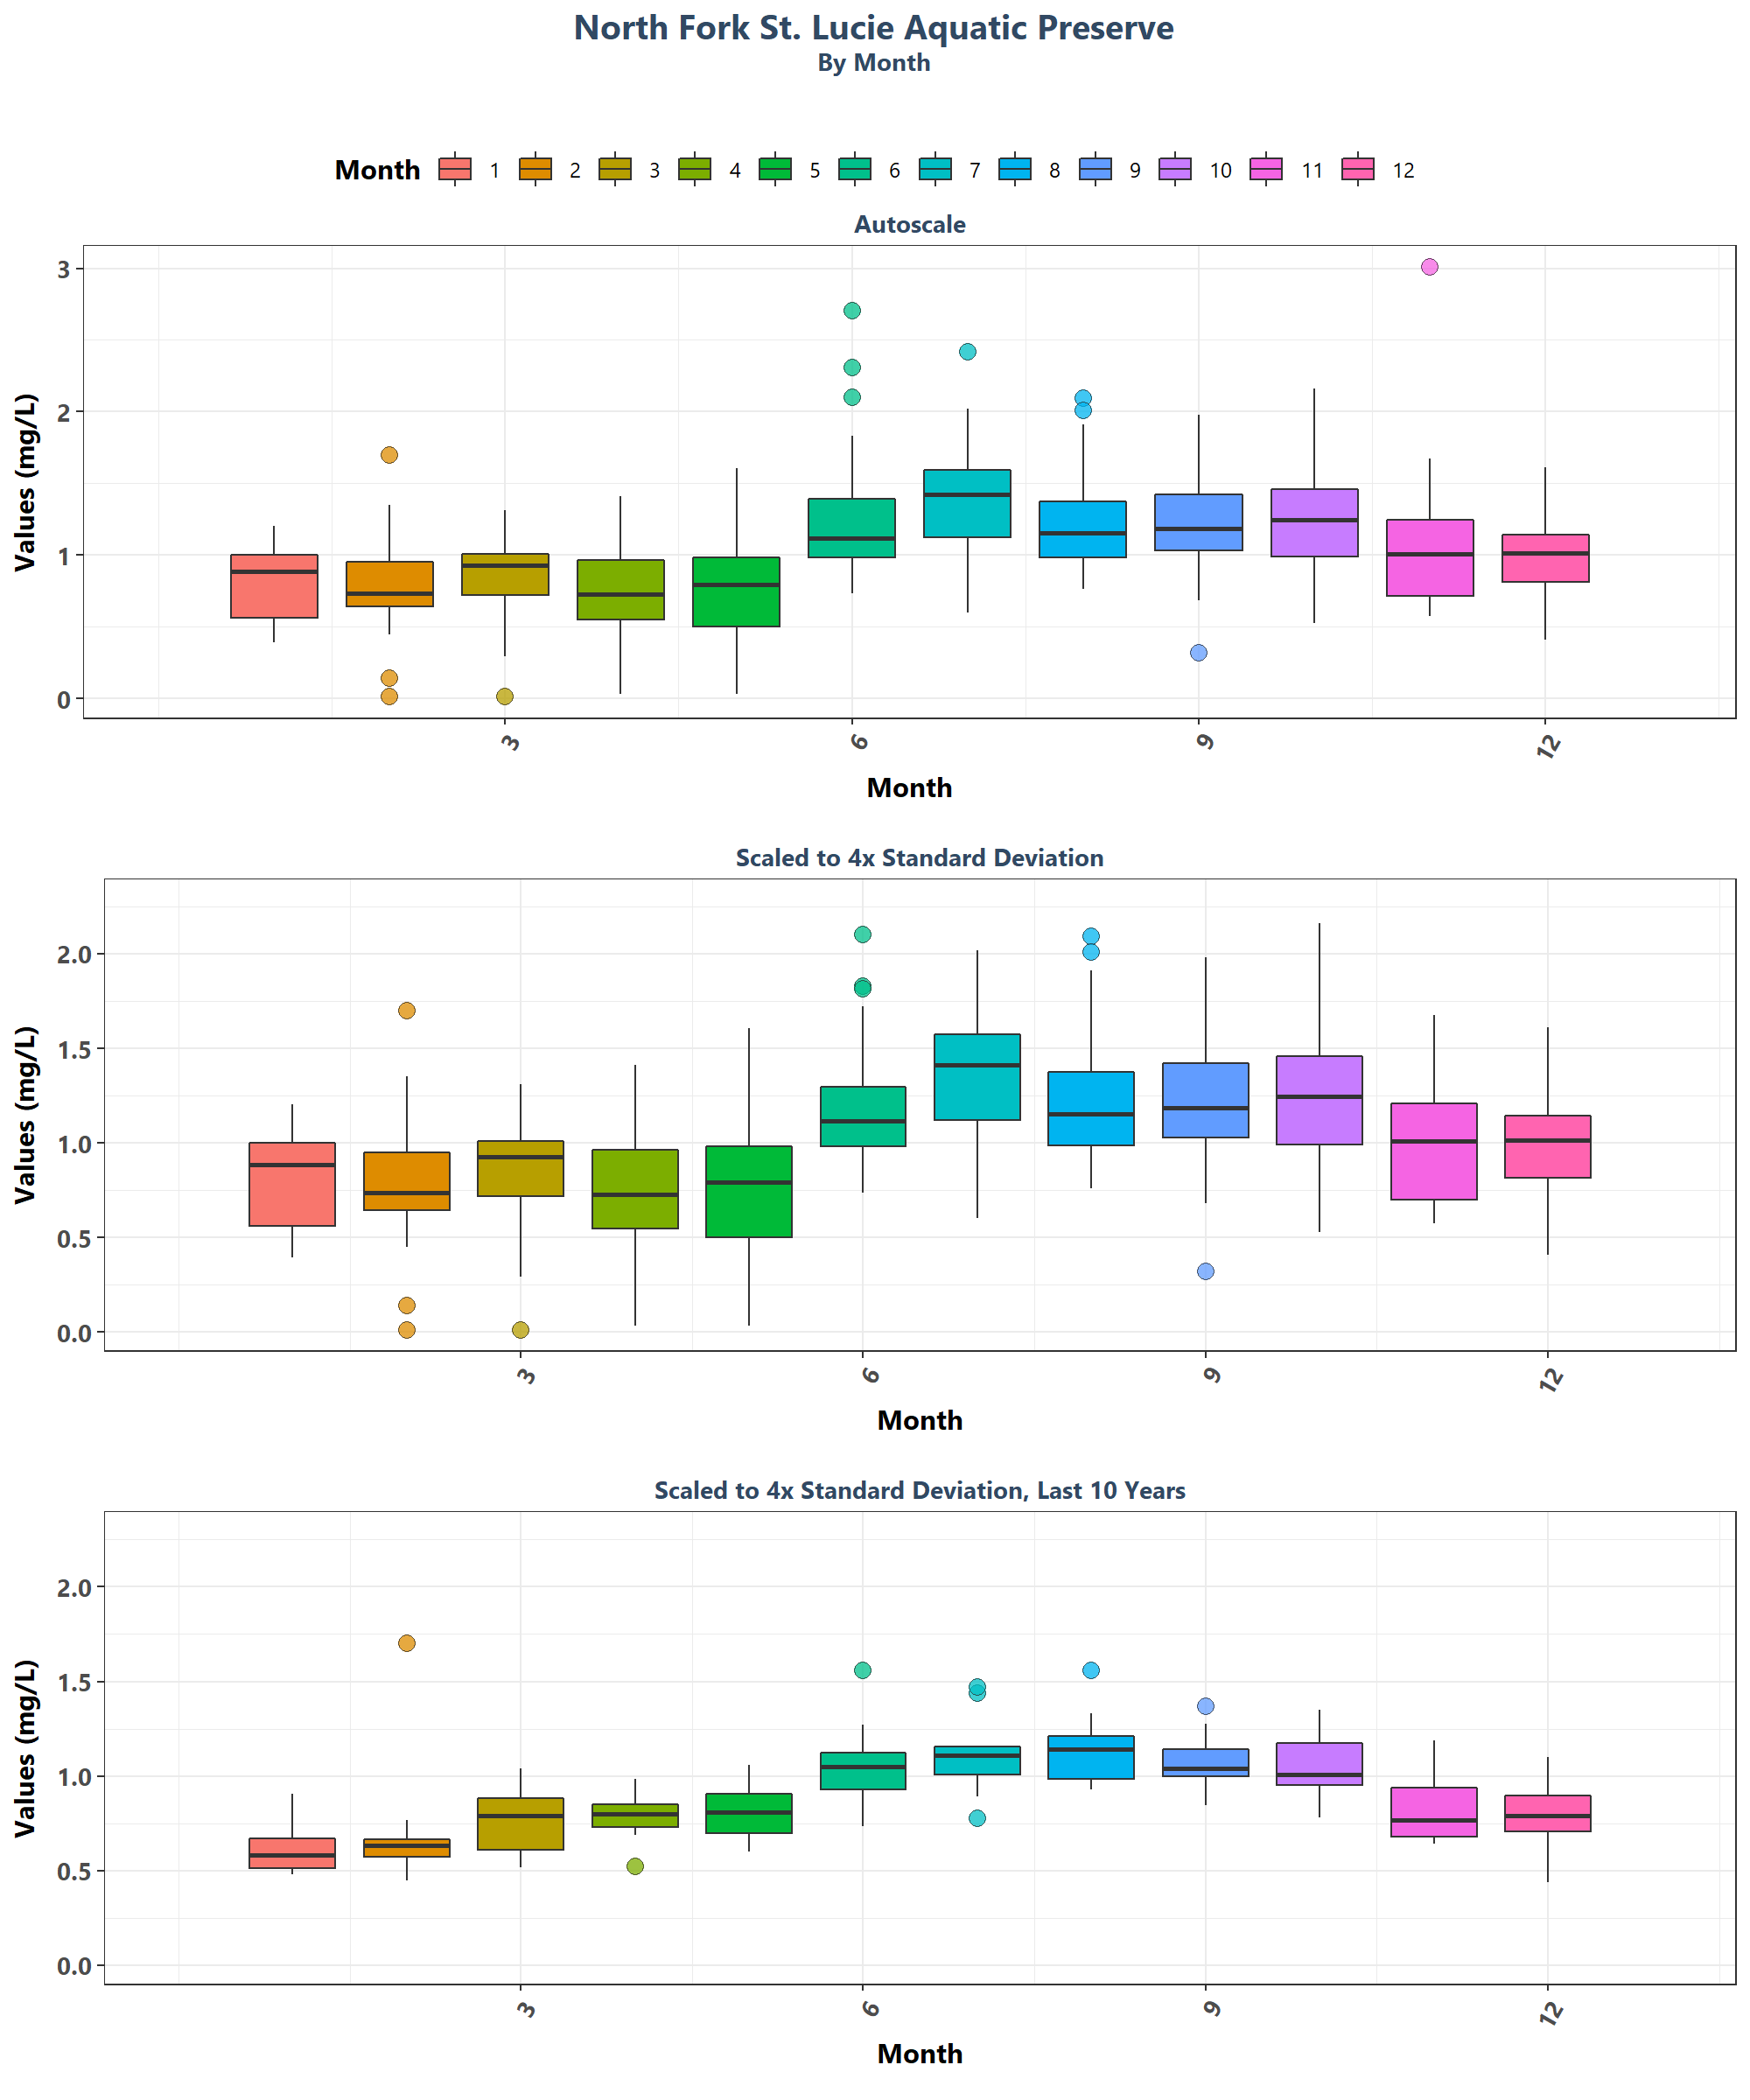 North Fork St. Lucie Aquatic Preserve
By Month
Month 1 2 3 4 5 6 7 8 9 10 11 12
Autoscale
Values (mg/L)
3
2
1
0
3 6 9 12
Month
Scaled to 4x Standard Deviation
Values (mg/L)
2.0
1.5
1.0
0.5
0.0
3 6 9 12
Month
Scaled to 4x Standard Deviation, Last 10 Years
Values (mg/L)
2.0
1.5
1.0
0.5
0.0
3 6 9 12
Month